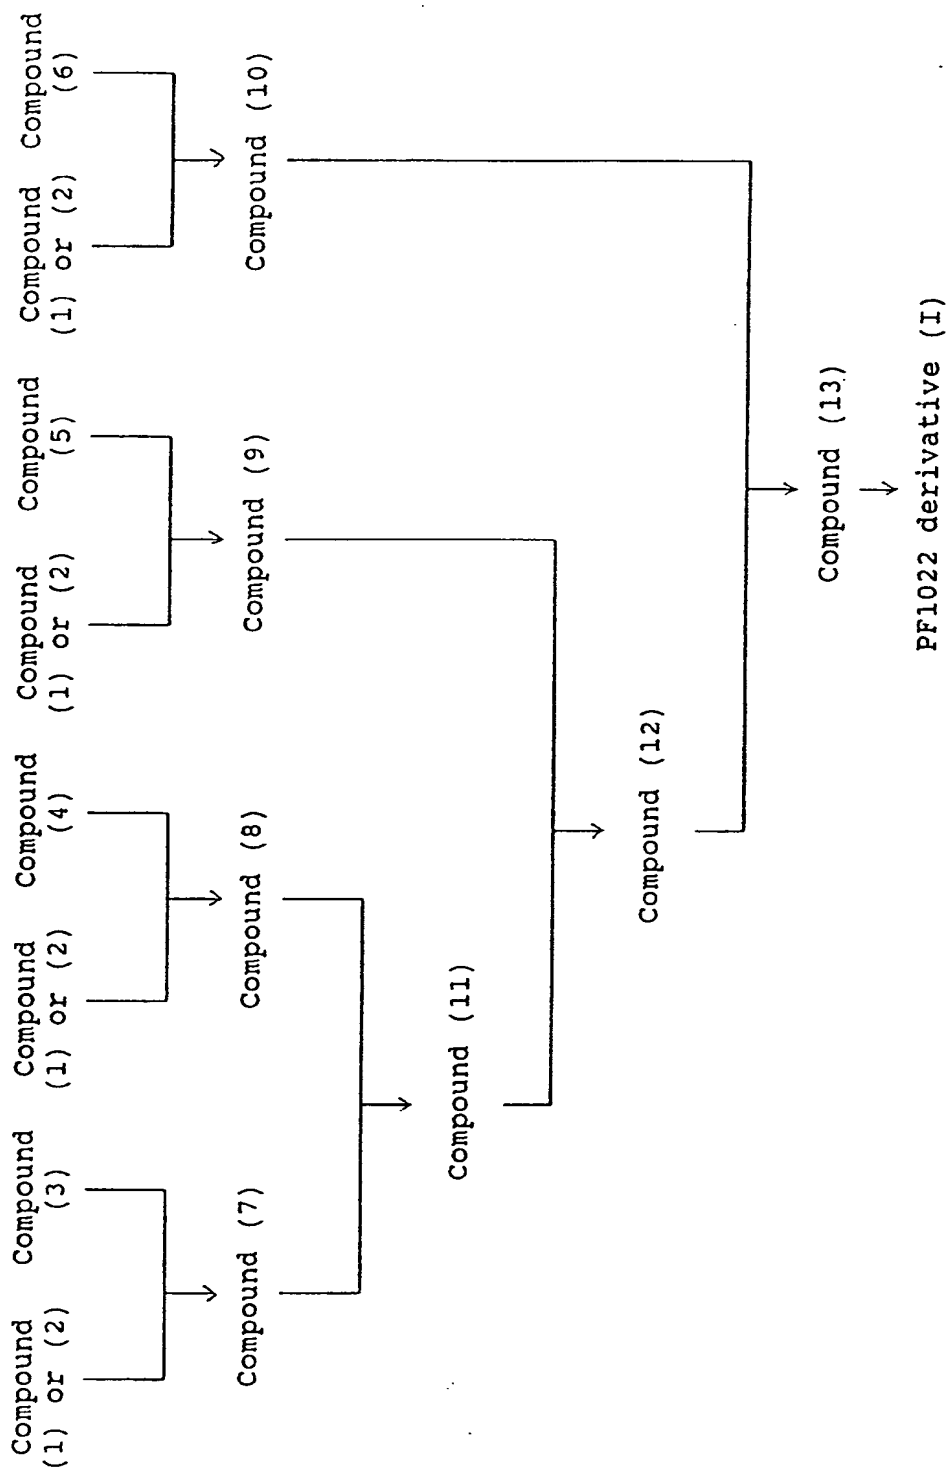 Compound
(1) or (2)
Compound
(3)
Compound
(1) or (2)
Compound
(4)
Compound
(1) or (2)
Compound
(5)
Compound
(1) or (2)
Compound
(6)
Compound (7)
Compound (8)
Compound (9)
Compound (10)
Compound (11)
Compound (12)
Compound (13)
PF1022 derivative (I)